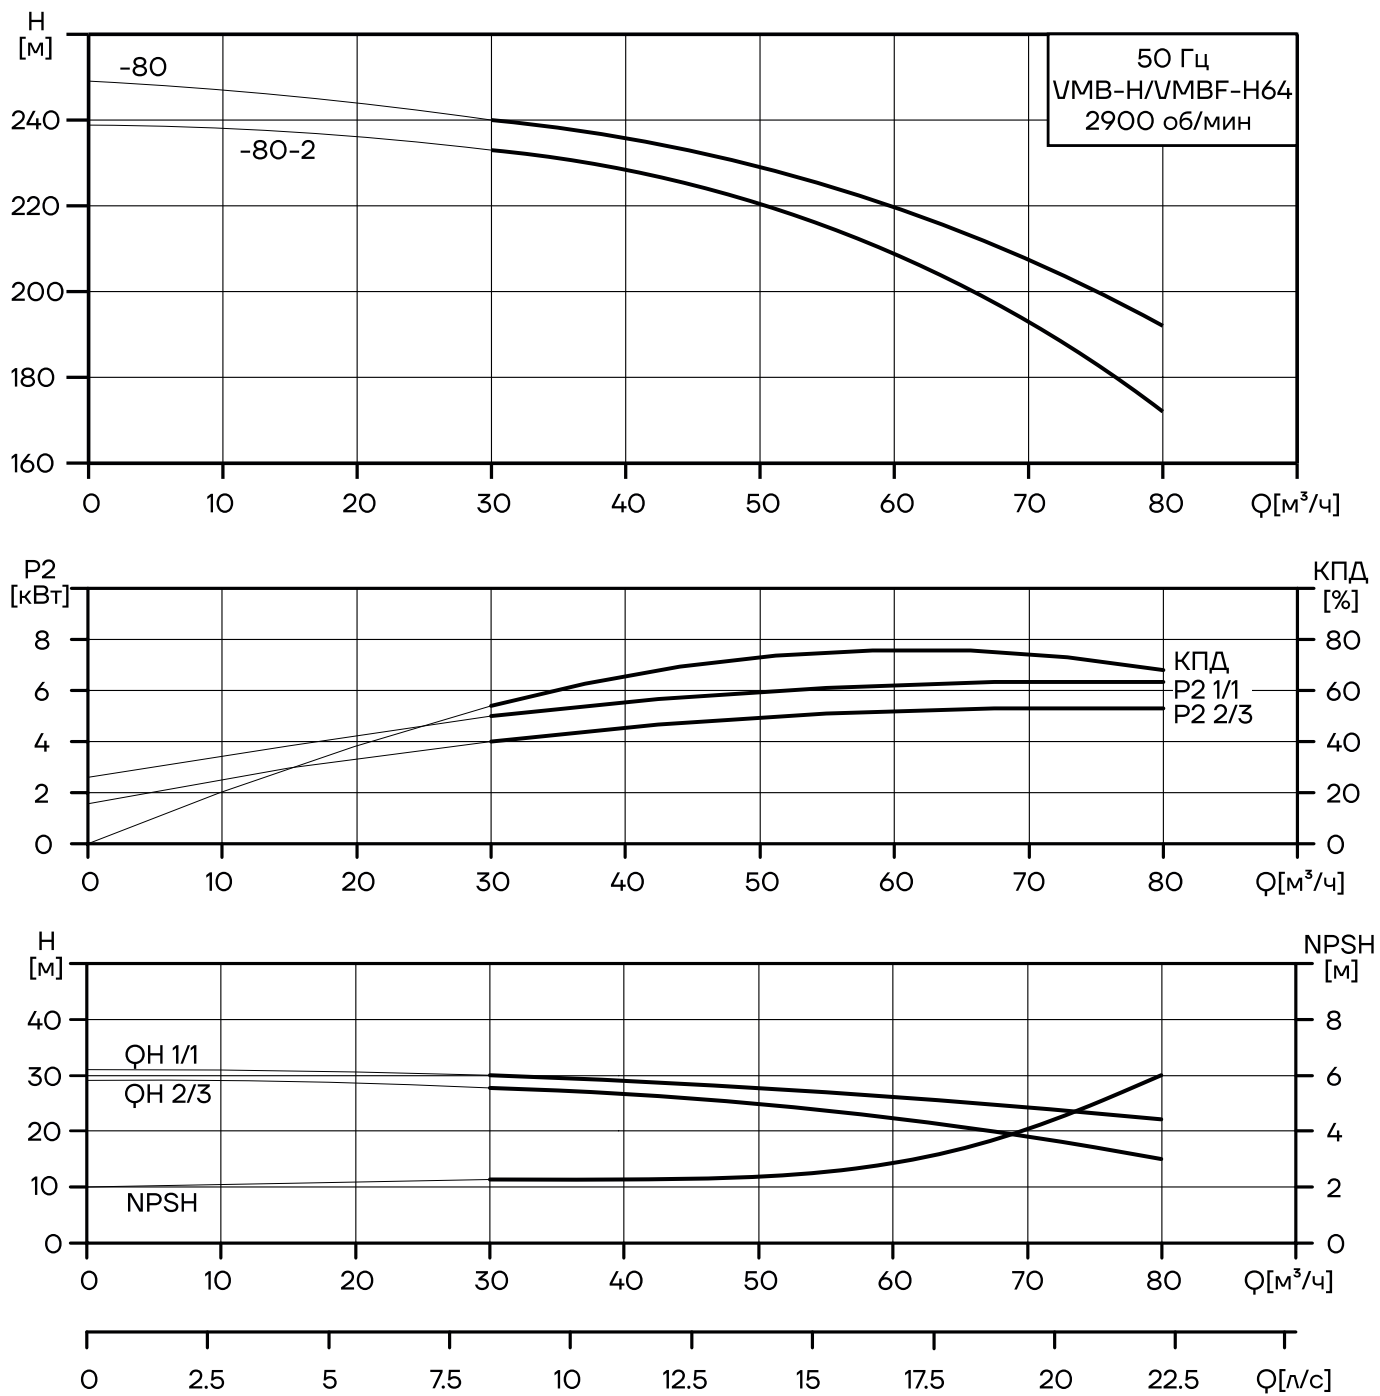 H
[м]
-80
-80-2
50 Гц
VMB-H/VMBF-H64
2900 об/мин
240
220
200
180
160
0 10 20 30 40 50 60 70 80 Q[м³/ч]
P2
[кВт]
КПД
[%]
8 80
КПД
6 P2 1/1 60
P2 2/3
4 40
2 20
0 0
0 10 20 30 40 50 60 70 80 Q[м³/ч]
H
[м]
NPSH
[м]
40 8
QH 1/1
30 6
QH 2/3
20 4
10 2
NPSH
0 0
0 10 20 30 40 50 60 70 80 Q[м³/ч]
0 2.5 5 7.5 10 12.5 15 17.5 20 22.5 Q[л/с]